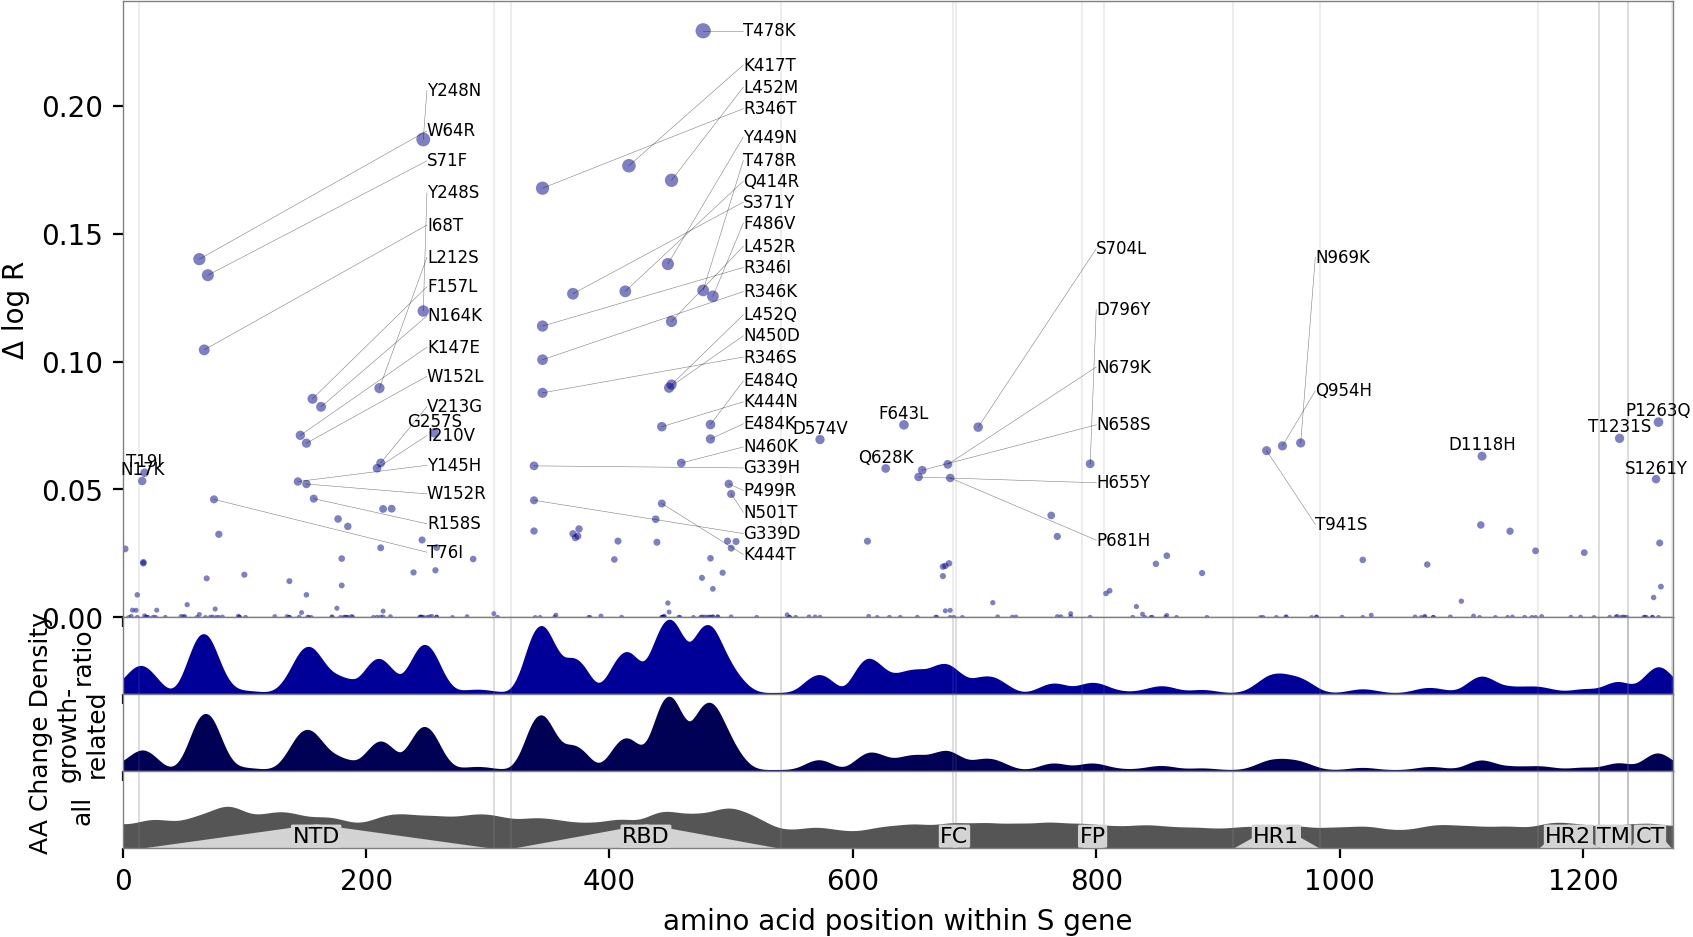 T478K
K417T
L452M
R346T
Y449N
T478R
Q414R
S371Y
F486V
L452R
R346I
R346K
L452Q
N450D
R346S
E484Q
K444N
E484K
N460K
G339H
P499R
N501T
G339D
K444T
Y248N
W64R
S71F
Y248S
I68T
L212S
F157L
N164K
K147E
W152L
V213G
G257S
I210V
Y145H
W152R
R158S
T76I
T19I
N17K
D574V
F643L
Q628K
S704L
D796Y
N679K
N658S
H655Y
P681H
N969K
Q954H
T941S
D1118H
P1263Q
T1231S
S1261Y
Δ log R
0.20
0.15
0.10
0.05
0.00
AA Change Density
ratio
growth-
related
all
NTD RBD FC FP HR1 HR2 TM CT
0 200 400 600 800 1000 1200
amino acid position within S gene